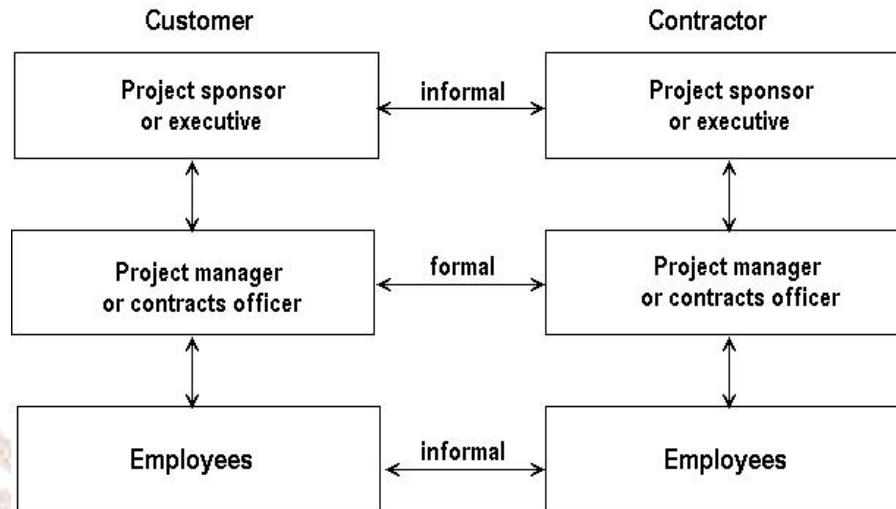 Customer
Contractor
Project sponsor
or executive
informal
Project sponsor
or executive
Project manager
or contracts officer
formal
Project manager
or contracts officer
Employees
informal
Employees